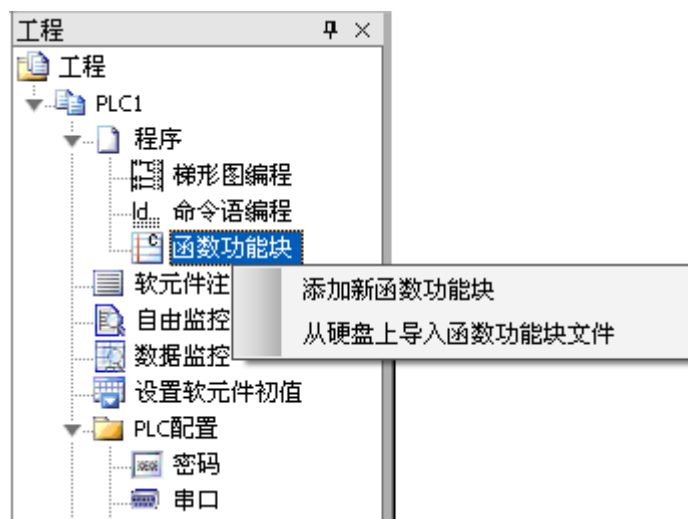 工程
工程
PLC1
程序
梯形图编程
Id...
命令语编程
C
函数功能块
软元件注
添加新函数功能块
自由监控
从硬盘上导入函数功能块文件
数据监控
设置软元件初值
PLC配置
密码
串口